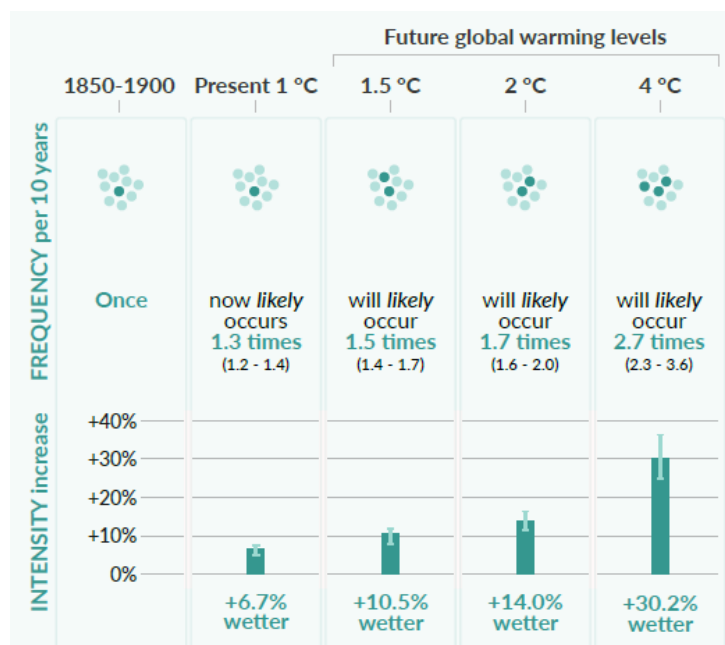 Future global warming levels
1850-1900 Present 1 °C 1.5 °C 2 °C 4 °C
FREQUENCY per 10 years
Once
now likely occurs 1.3 times (1.2 - 1.4)
will likely occur 1.5 times (1.4 - 1.7)
will likely occur 1.7 times (1.6 - 2.0)
will likely occur 2.7 times (2.3 - 3.6)
INTENSITY increase
+40%
+30%
+20%
+10%
0%
+6.7% wetter
+10.5% wetter
+14.0% wetter
+30.2% wetter